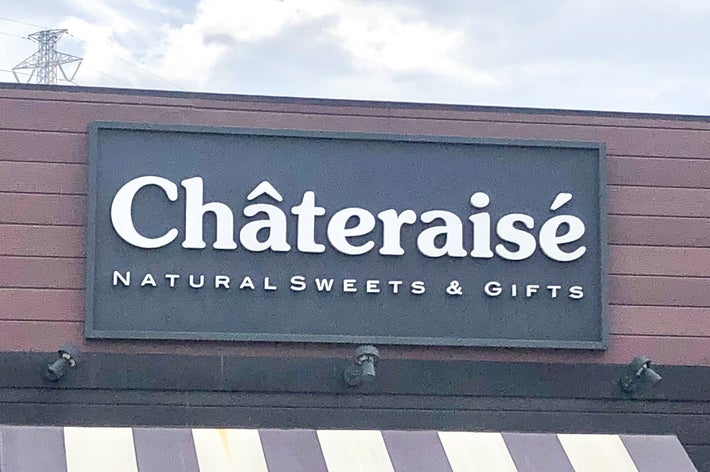 Châteraisé
NATURAL SWEETS & GIFTS